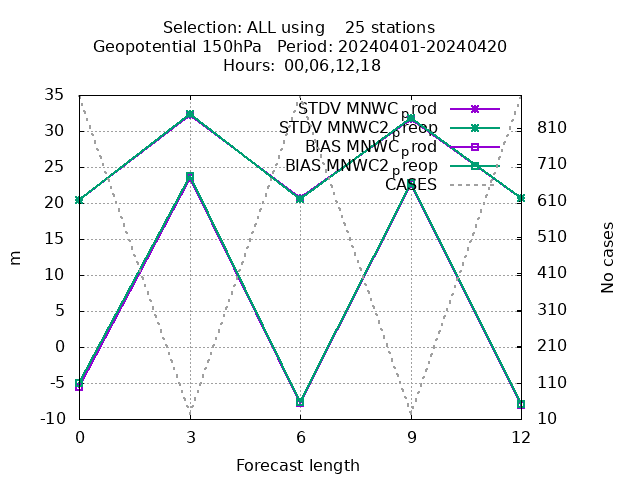 Selection: ALL using    25 stations
Geopotential 150hPa   Period: 20240401-20240420
Hours: 00,06,12,18
STDV MNWC_prod
STDV MNWC2_preop
BIAS MNWC_prod
BIAS MNWC2_preop
CASES
35
30
25
20
15
10
5
0
-5
-10
m
810
710
610
510
410
310
210
110
10
No cases
0 3 6 9 12
Forecast length